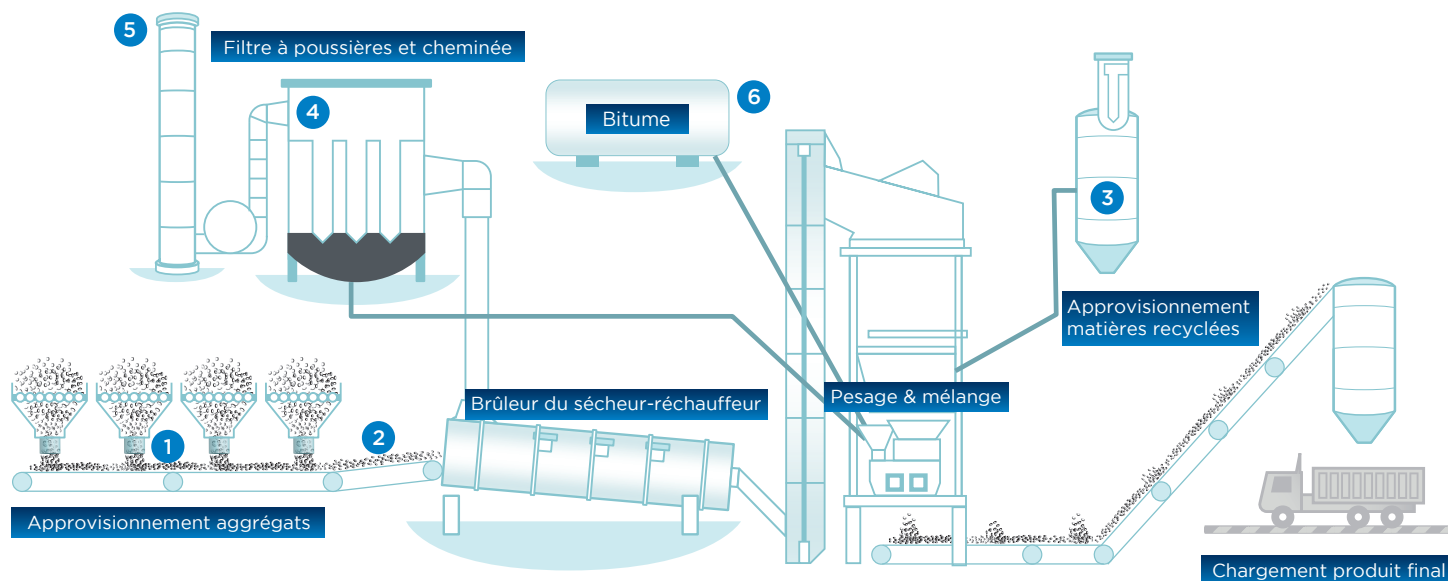 5
Filtre à poussières et cheminée
4
6
Bitume
3
Approvisionnement
matières recyclées
Brûleur du sécheur-réchauffeur
Pesage & mélange
1
2
Approvisionnement aggrégats
Chargement produit final